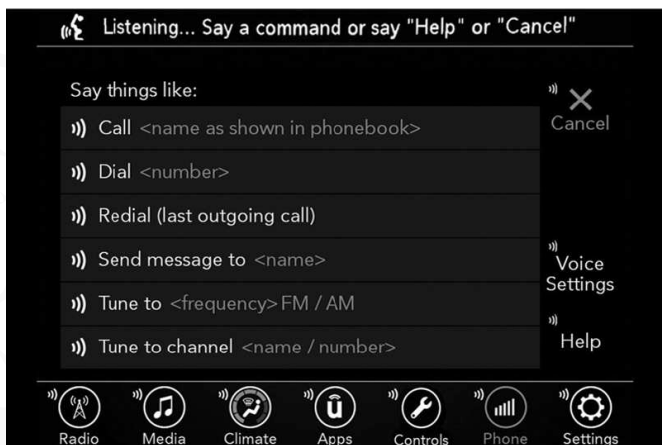 Listening... Say a command or say "Help" or "Cancel"
Say things like:
Call <name as shown in phonebook>
Dial <number>
Redial (last outgoing call)
Send message to <name>
Tune to <frequency> FM / AM
Tune to channel <name / number>
Cancel
Voice
Settings
Help
û
Radio Media Climate Apps Controls Phone Settings